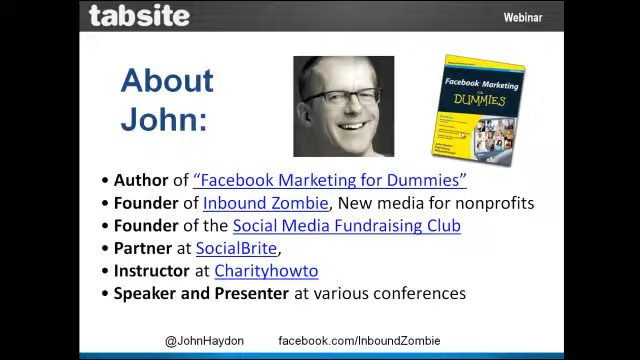 tabsite
Webinar
About
John:
Facebook Marketing
FOR
DUMMIES
• Author of “Facebook Marketing for Dummies”
• Founder of Inbound Zombie, New media for nonprofits
• Founder of the Social Media Fundraising Club
• Partner at SocialBrite,
• Instructor at Charityhowto
• Speaker and Presenter at various conferences
@JohnHaydon facebook.com/InboundZombie